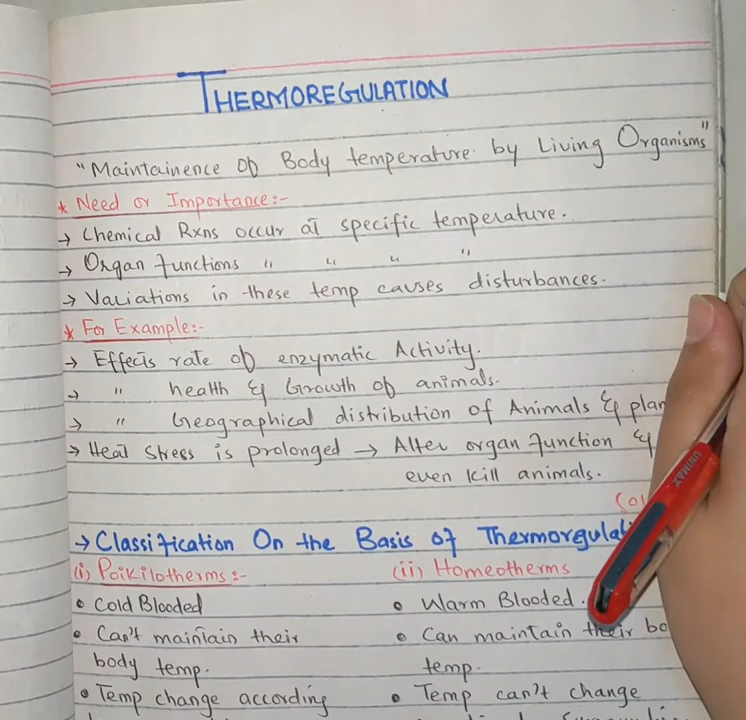 THERMOREGULATION
"Maintainence Of Body temperature by Living Organisms"
* Need or Importance:-
→ Chemical Rxns occur at specific temperature.
→ Organ functions " " " "
→ Variations in these temp causes disturbances.
* For Example:-
→ Effects rate of enzymatic Activity.
→ " health & Growth of animals.
→ " Geographical distribution of Animals & plan
→ Heat stress is prolonged → Alter organ function &
even kill animals.
→ Classification On the Basis of Thermorgulat
(i) Poikilotherms:- (ii) Homeotherms
• Cold Blooded • Warm Blooded.
• Can't maintain their • Can maintain their bo
body temp. temp.
• Temp change according • Temp can't change
UNIMAX